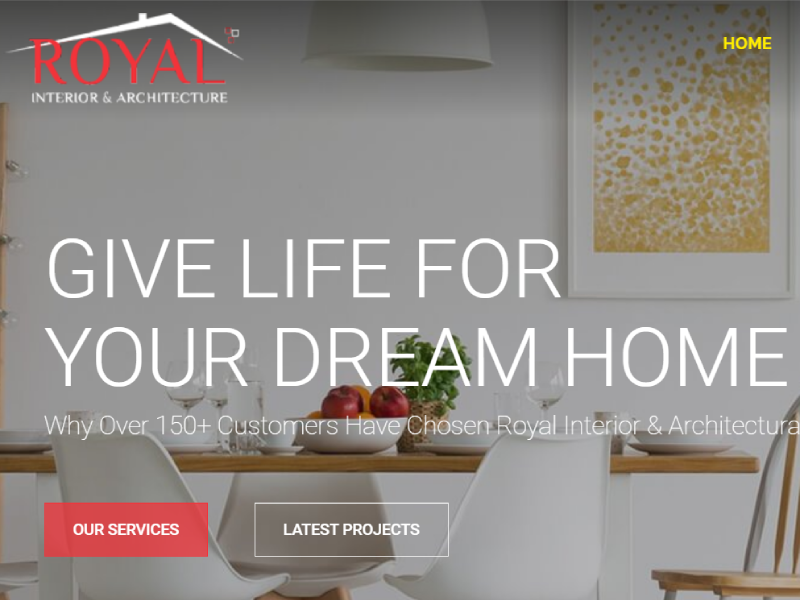 ROYAL
INTERIOR & ARCHITECTURE
HOME
GIVE LIFE FOR
YOUR DREAM HOME
Why Over 150+ Customers Have Chosen Royal Interior & Architectura
OUR SERVICES
LATEST PROJECTS